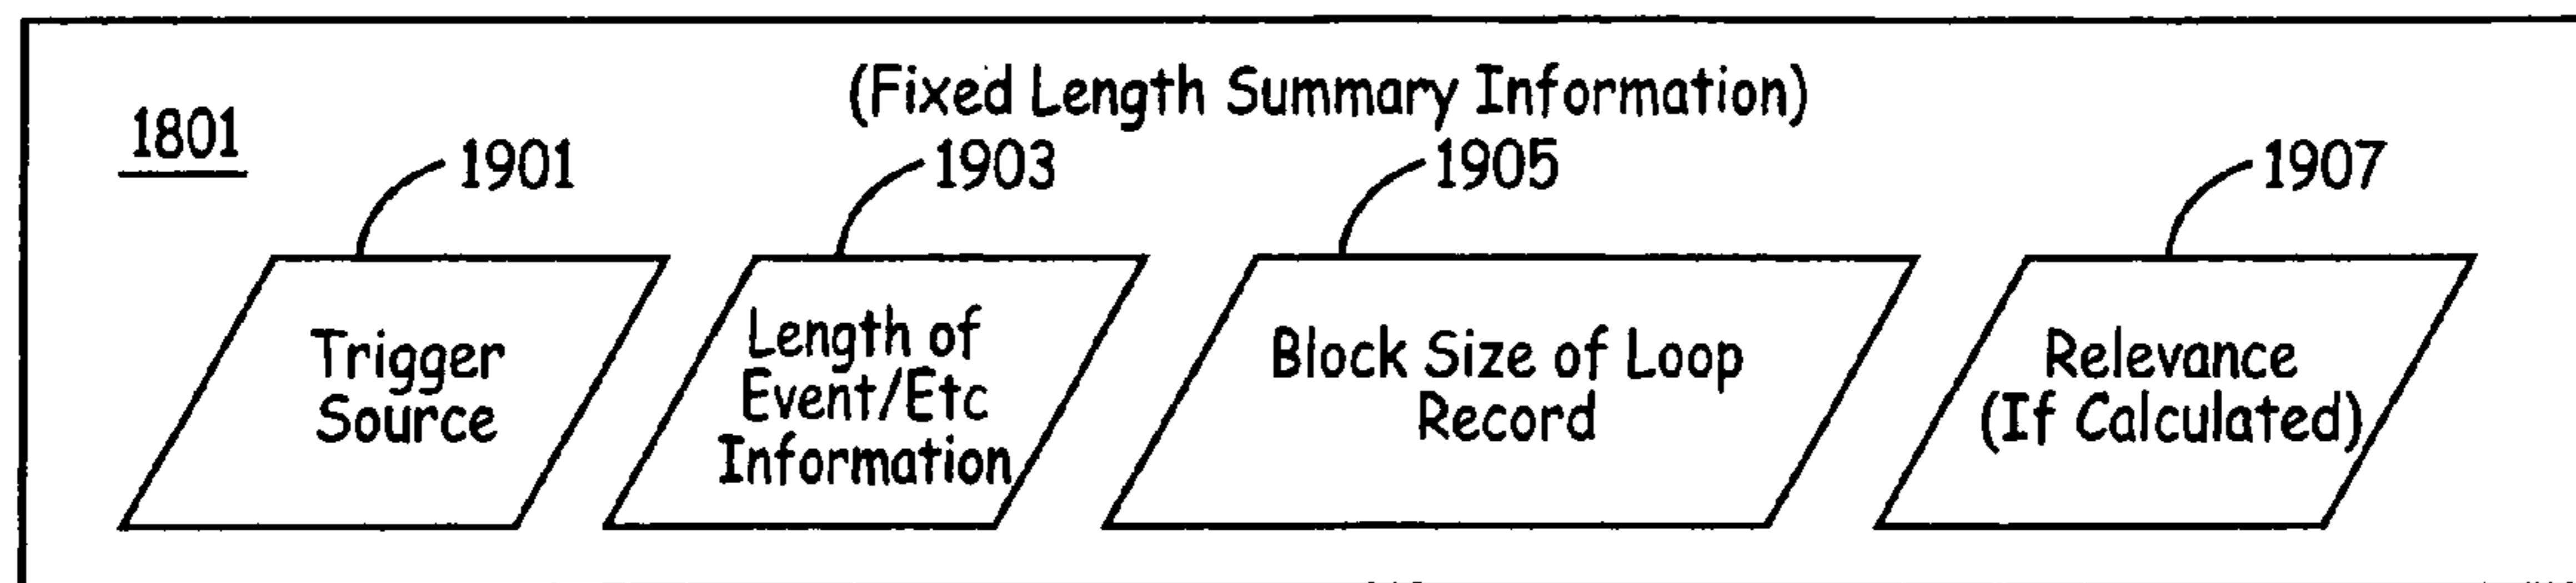 (Fixed Length Summary Information)
1801
1901
1903
1905
1907
Trigger
Source
Length of
Event/Etc
Information
Block Size of Loop
Record
Relevance
(If Calculated)